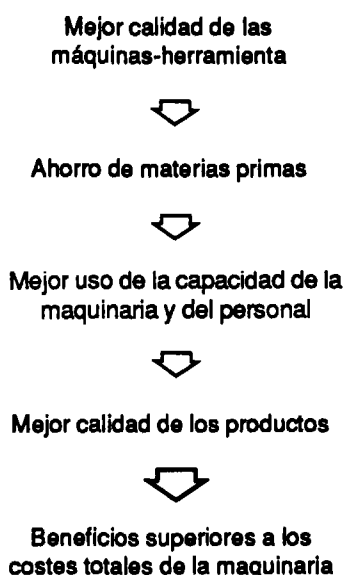 Mejor calidad de las
máquinas-herramienta
Ahorro de materias primas
Mejor uso de la capacidad de la
maquinaria y del personal
Mejor calidad de los productos
Beneficios superiores a los
costes totales de la maquinaria